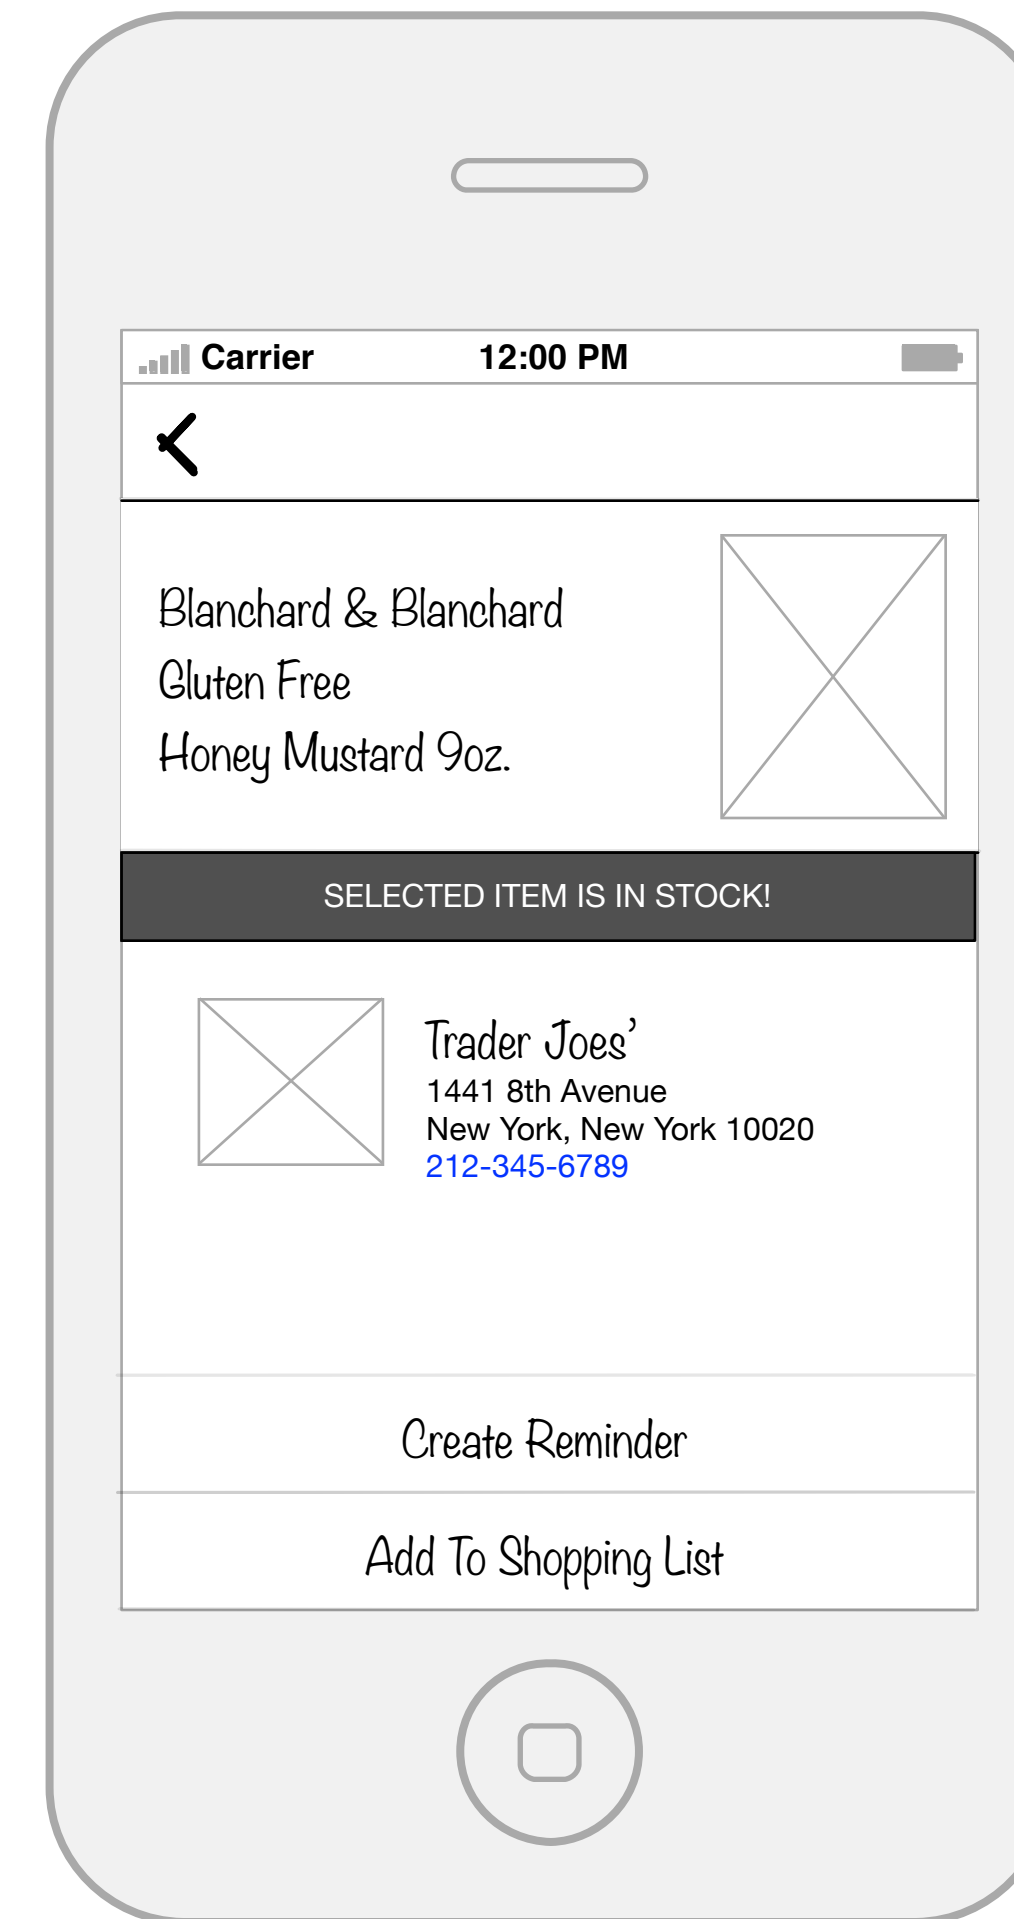 Carrier 12:00 PM
Blanchard & Blanchard
Gluten Free
Honey Mustard 9oz.
SELECTED ITEM IS IN STOCK!
Trader Joes’
1441 8th Avenue
New York, New York 10020
212-345-6789
Create Reminder
Add To Shopping List